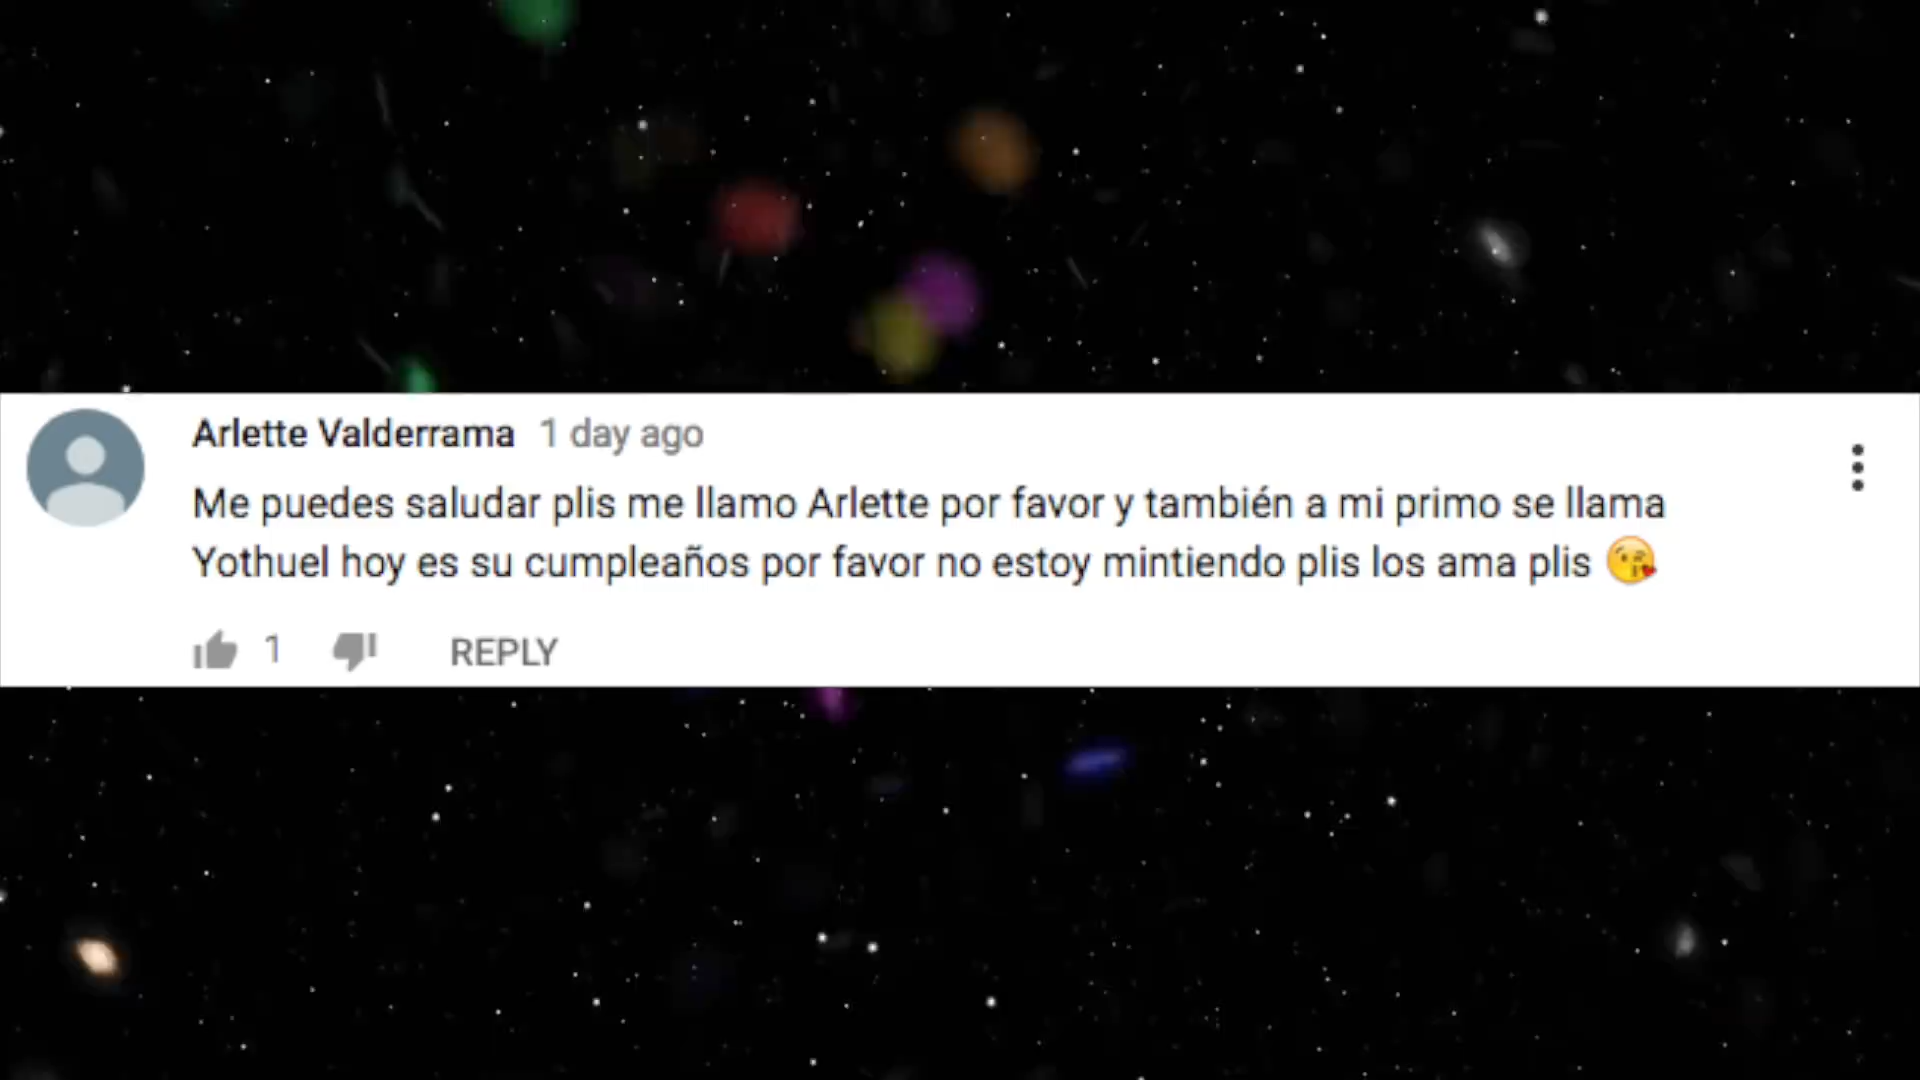 Arlette Valderrama 1 day ago
Me puedes saludar plis me llamo Arlette por favor y también a mi primo se llama
Yothuel hoy es su cumpleaños por favor no estoy mintiendo plis los ama plis 😘
1 REPLY